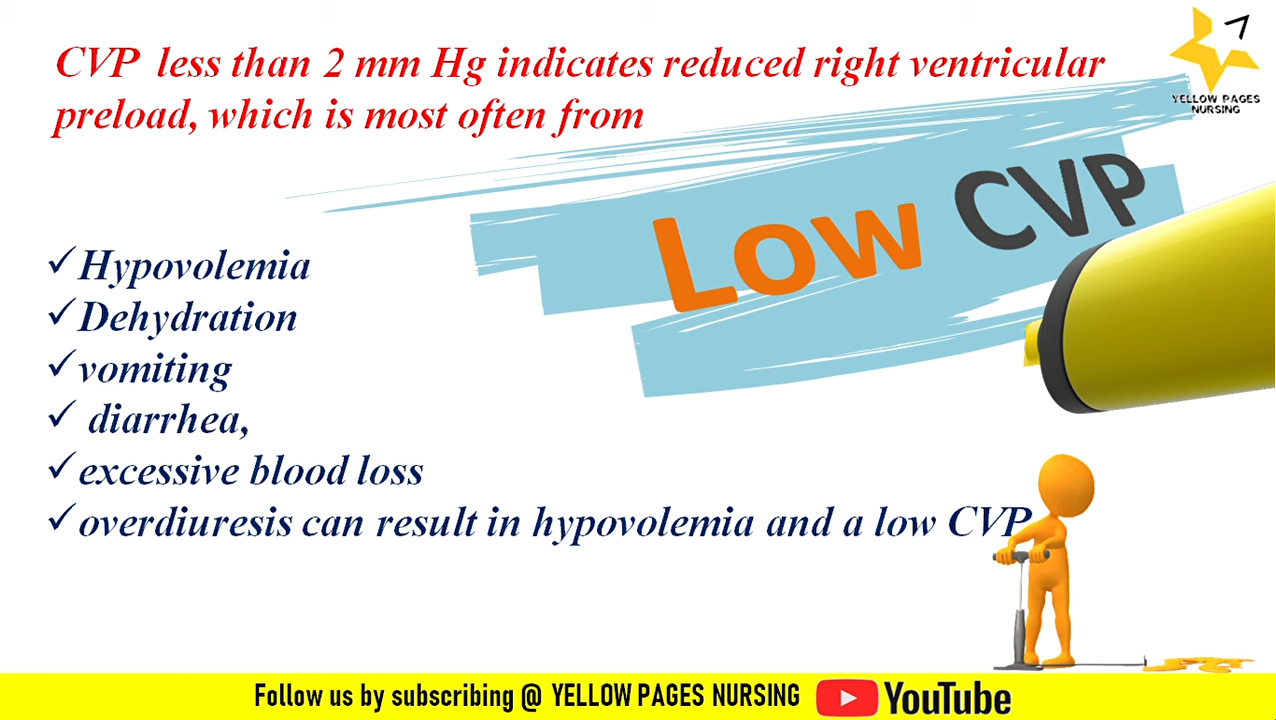 CVP less than 2 mm Hg indicates reduced right ventricular
preload, which is most often from
YELLOW PAGES
NURSING
Low CVP
✓Hypovolemia
✓Dehydration
✓vomiting
✓ diarrhea,
✓excessive blood loss
✓overdiuresis can result in hypovolemia and a low CVP
Follow us by subscribing @ YELLOW PAGES NURSING YouTube